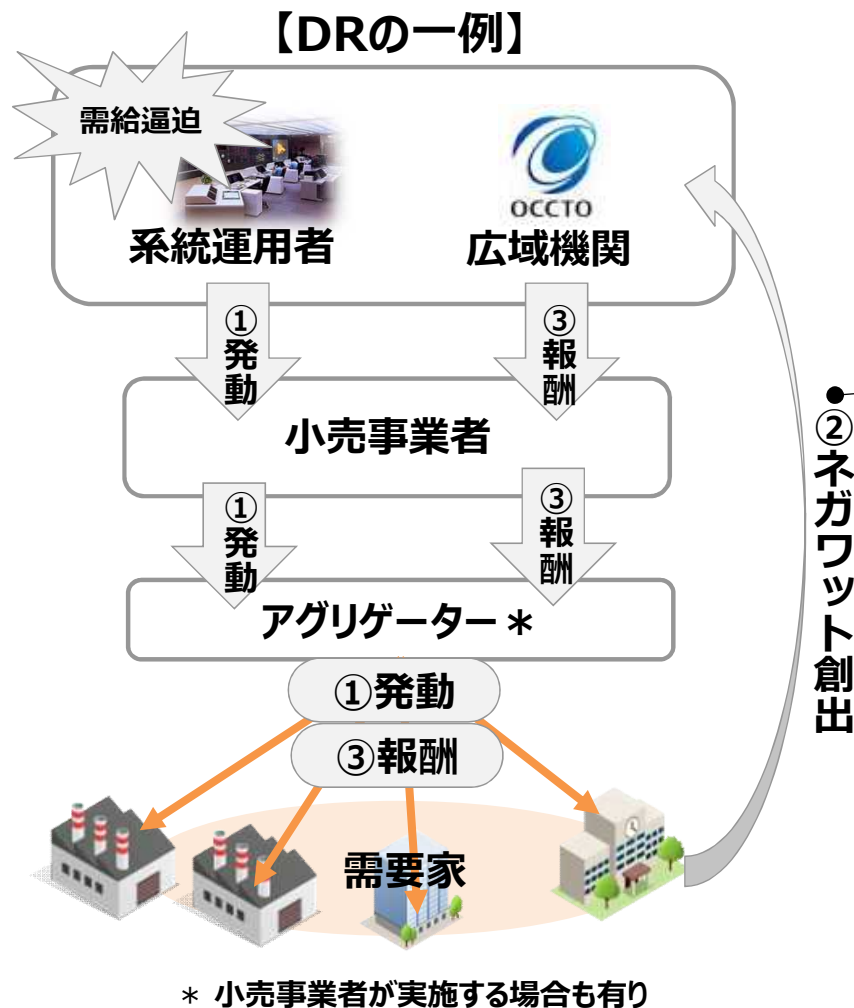 【DRの一例】
需給逼迫
OCCTO
系統運用者
広域機関
①発動
③報酬
小売事業者
①発動
③報酬
アグリゲーター＊
①発動
③報酬
需要家
②ネガワット創出
＊ 小売事業者が実施する場合も有り